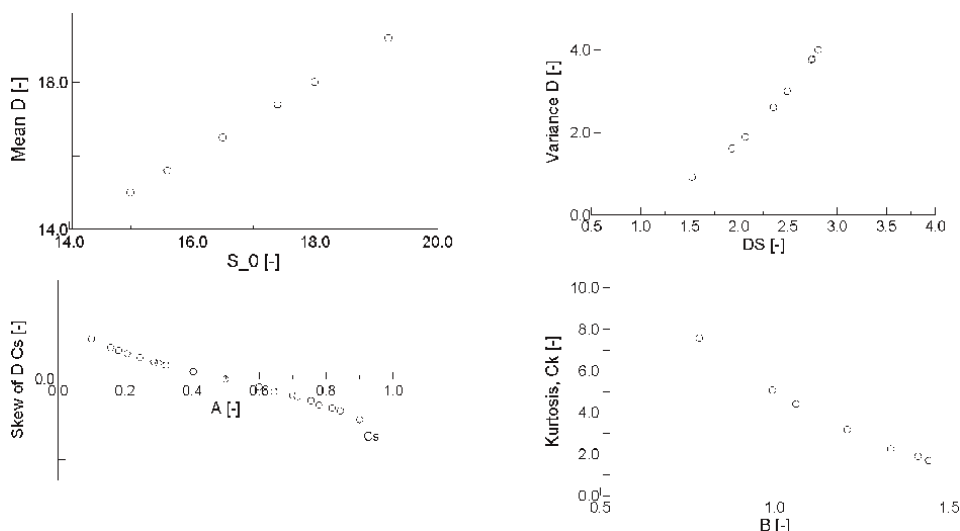 Mean D [-]
18.0
14.0
14.0 16.0 18.0 20.0
S_0 [-]
Variance D [-]
4.0
2.0
0.0
0.5 1.0 1.5 2.0 2.5 3.0 3.5 4.0
DS [-]
Skew of D Cs [-]
0.0
0.0 0.2 0.4 0.6 0.8 1.0
A [-]
Cs
Kurtosis, Ck [-]
10.0
8.0
6.0
4.0
2.0
0.0
0.5 1.0 1.5
B [-]